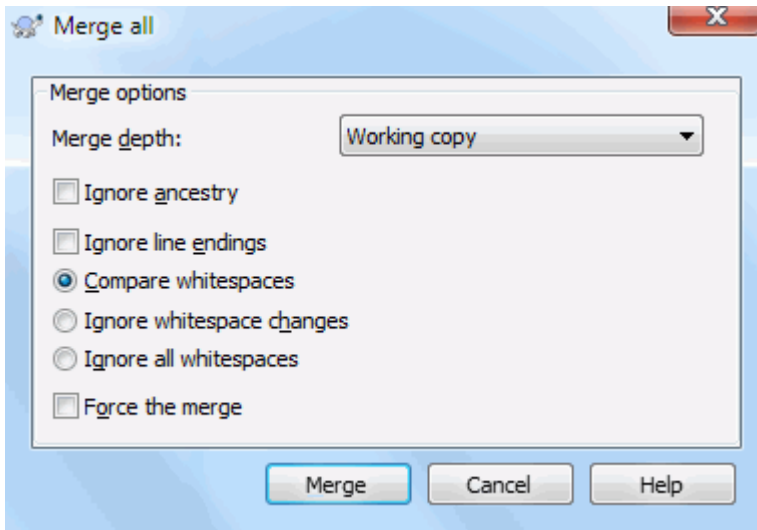 Merge all
Merge options
Merge depth: Working copy
Ignore ancestry
Ignore line endings
Compare whitespaces
Ignore whitespace changes
Ignore all whitespaces
Force the merge
Merge Cancel Help